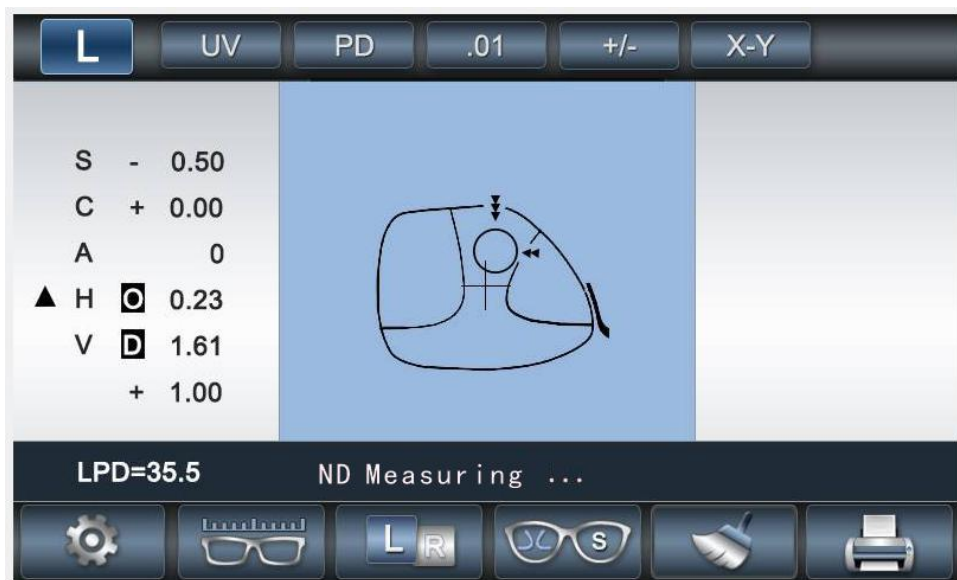 L UV PD .01 +/- X-Y
S - 0.50
C + 0.00
A 0
H O 0.23
V D 1.61
+ 1.00
LPD=35.5 ND Measuring ...
L R S